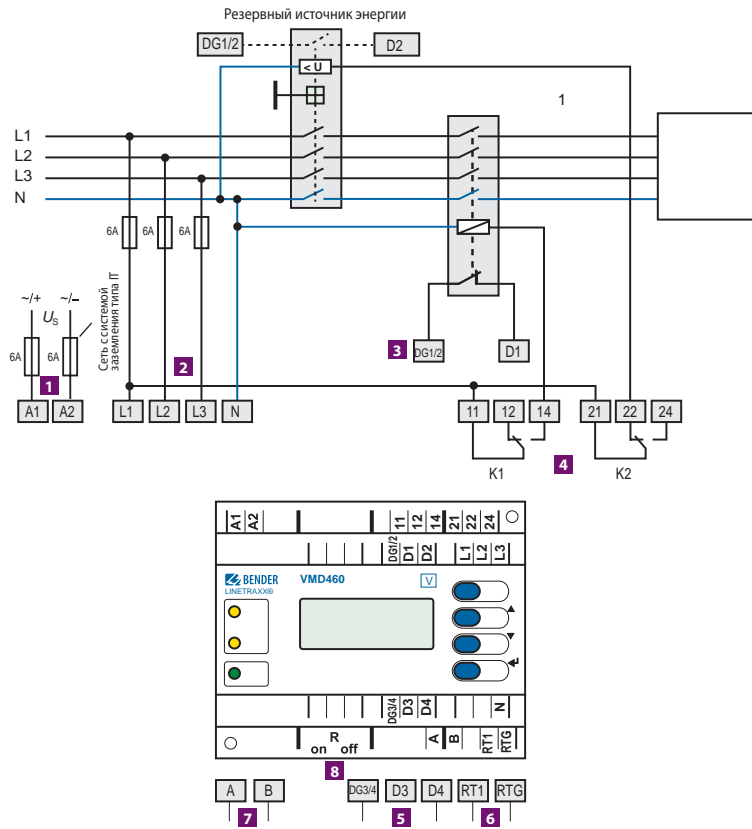 Резервный источник энергии
DG1/2
D2
< U
1
L1
L2
L3
N
6A
6A
6A
~/+
~/–
US
Сеть с системой
заземления типа IT
6A
6A
1
2
3
DG1/2
D1
A1
A2
L1
L2
L3
N
11
12
14
21
22
24
K1
4
K2
A1
A2
11
12
14
21
22
24
DG1/2
D1
D2
L1
L2
L3
BENDER
LINETRAXX®
VMD460
V
DG3/4
D3
D4
N
R
on off
A
B
RT1
RTG
8
A
B
DG3/4
D3
D4
RT1
RTG
7
5
6